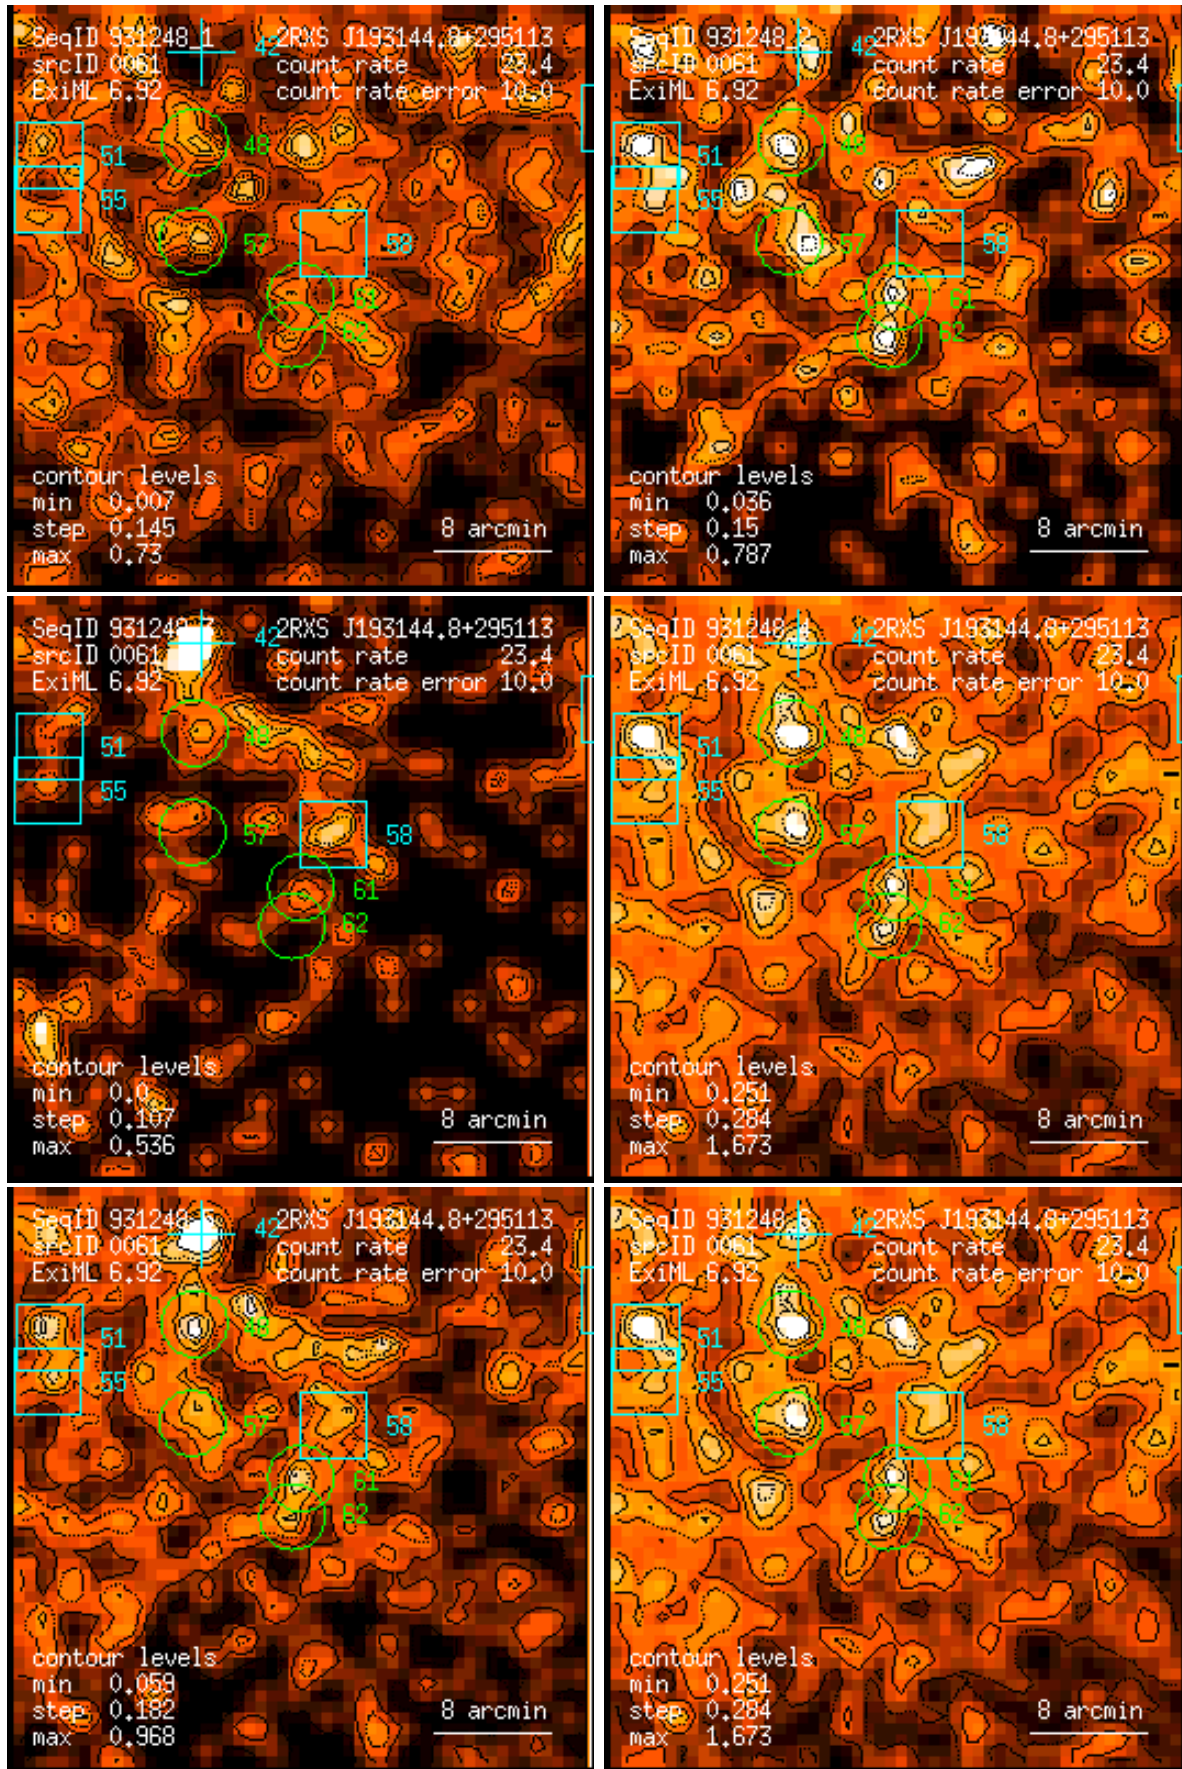 SeqID 931248_1 42 2RXS J193144.8+295113
srcID 0061 count rate 23.4
ExiML 6.92 count rate error 10.0
48
51
55
57 58
61
62
contour levels
min 0.007
step 0.145 8 arcmin
max 0.73
SeqID 931248_2 42 2RXS J193144.8+295113
srcID 0061 count rate 23.4
ExiML 6.92 count rate error 10.0
48
51
55
57 58
61
62
contour levels
min 0.036
step 0.15 8 arcmin
max 0.787
SeqID 931248_3 42 2RXS J193144.8+295113
srcID 0061 count rate 23.4
ExiML 6.92 count rate error 10.0
48
51
55
57 58
61
62
contour levels
min 0.0
step 0.107 8 arcmin
max 0.536
SeqID 931248_4 42 2RXS J193144.8+295113
srcID 0061 count rate 23.4
ExiML 6.92 count rate error 10.0
48
51
55
57 58
61
62
contour levels
min 0.251
step 0.284 8 arcmin
max 1.673
SeqID 931248_5 42 2RXS J193144.8+295113
srcID 0061 count rate 23.4
ExiML 6.92 count rate error 10.0
48
51
55
57 58
61
62
contour levels
min 0.059
step 0.182 8 arcmin
max 0.968
SeqID 931248_ 42 2RXS J193144.8+295113
srcID 0061 count rate 23.4
ExiML 6.92 count rate error 10.0
48
51
55
57 58
61
62
contour levels
min 0.251
step 0.284 8 arcmin
max 1.673